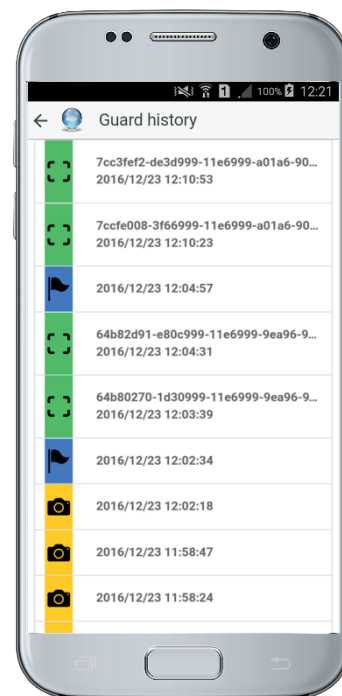 1 100% 12:21
Guard history
7cc3fef2-de3d999-11e6999-a01a6-90...
2016/12/23 12:10:53
7ccfe008-3f66999-11e6999-a01a6-90...
2016/12/23 12:10:23
2016/12/23 12:04:57
64b82d91-e80c999-11e6999-9ea96-9...
2016/12/23 12:04:31
64b80270-1d30999-11e6999-9ea96-9...
2016/12/23 12:03:39
2016/12/23 12:02:34
2016/12/23 12:02:18
2016/12/23 11:58:47
2016/12/23 11:58:24